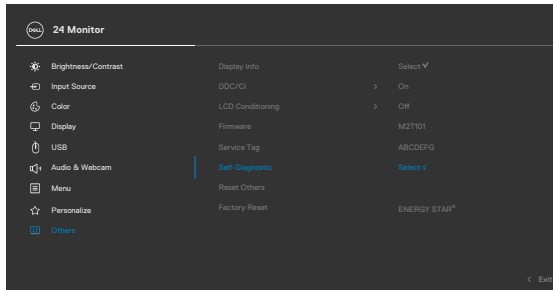 DELL 24 Monitor
Brightness/Contrast Display Info Select ✓
Input Source DDC/CI > On
Color LCD Conditioning > Off
Display Firmware M2T101
USB Service Tag ABCDEFG
Audio & Webcam Self-Diagnostic Select √
Menu Reset Others
Personalize Factory Reset ENERGY STAR®
Others
< Exit